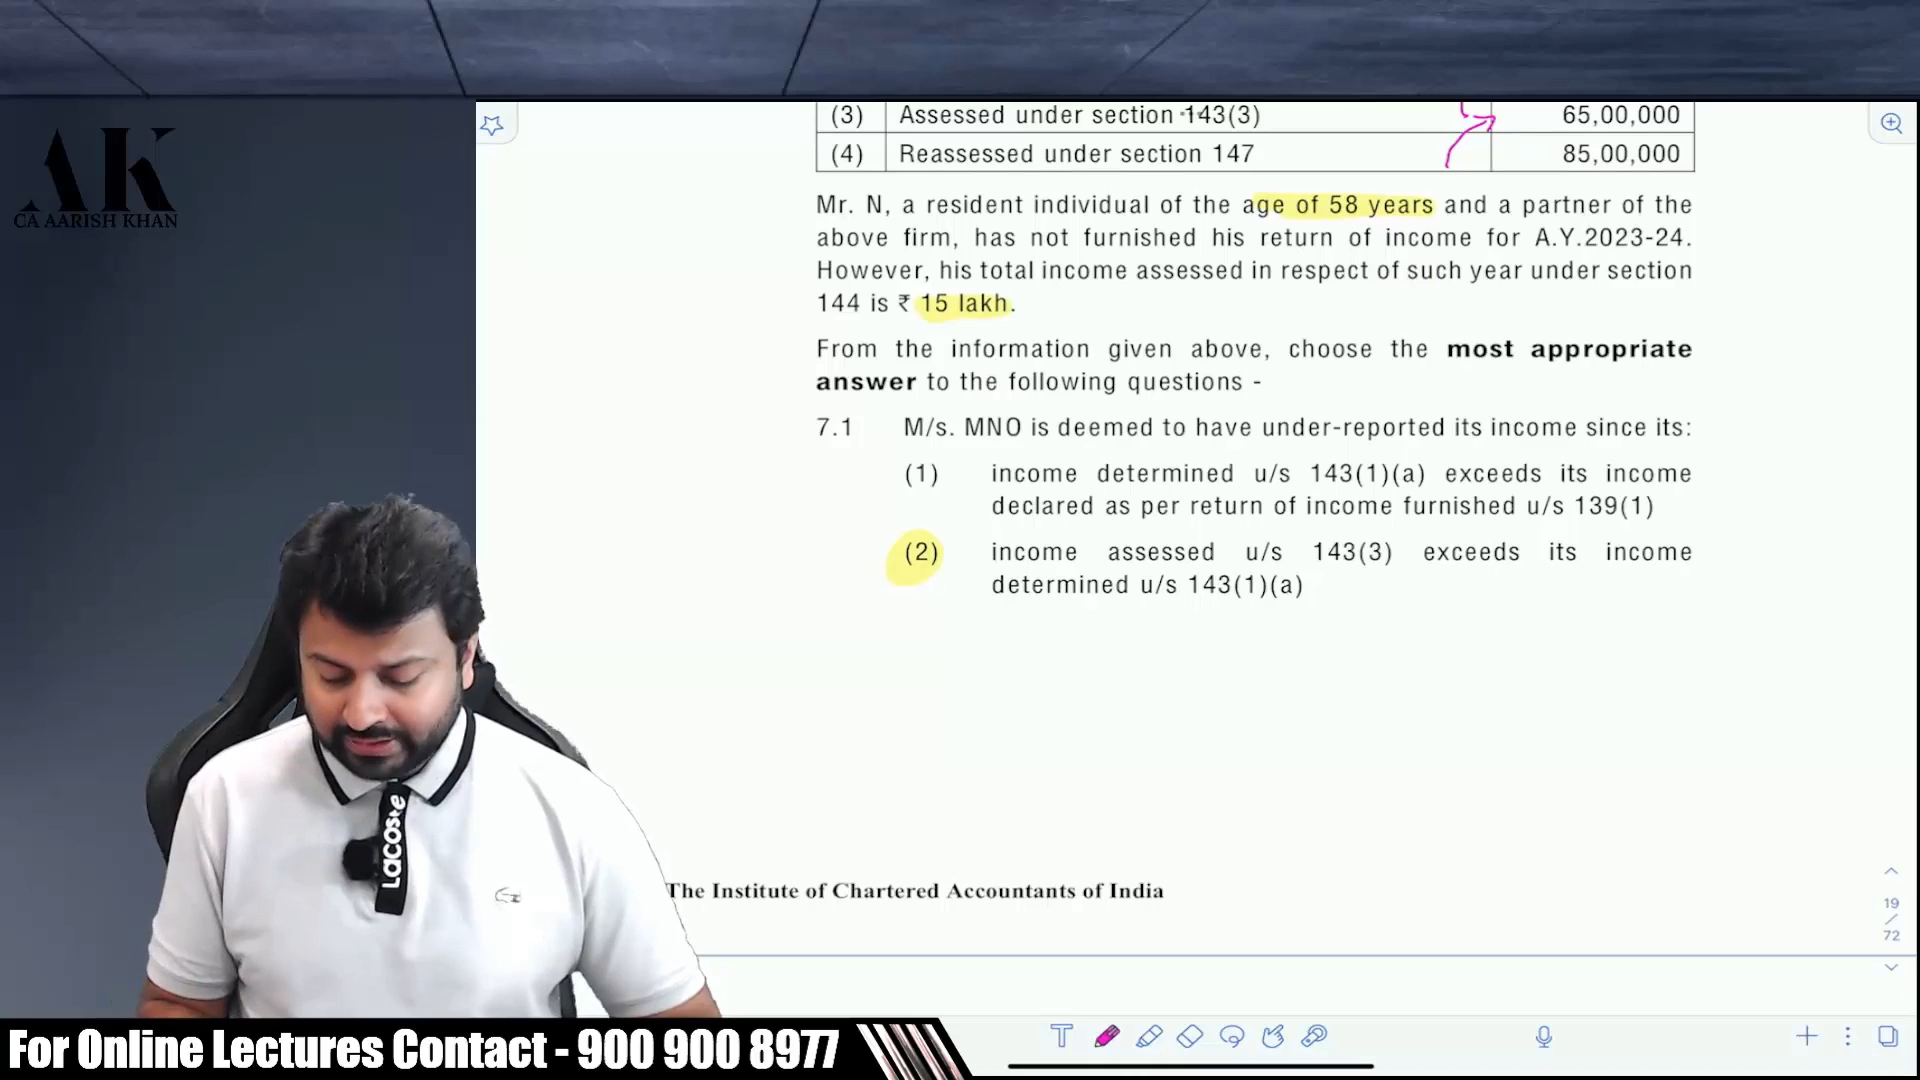 AK
CA AARISH KHAN
(3) Assessed under section 143(3) 65,00,000
(4) Reassessed under section 147 85,00,000
Mr. N, a resident individual of the age of 58 years and a partner of the
above firm, has not furnished his return of income for A.Y.2023-24.
However, his total income assessed in respect of such year under section
144 is ₹ 15 lakh.
From the information given above, choose the most appropriate
answer to the following questions -
7.1 M/s. MNO is deemed to have under-reported its income since its:
(1) income determined u/s 143(1)(a) exceeds its income
declared as per return of income furnished u/s 139(1)
(2) income assessed u/s 143(3) exceeds its income
determined u/s 143(1)(a)
Lacoste
The Institute of Chartered Accountants of India
19
/
72
T
For Online Lectures Contact - 900 900 8977